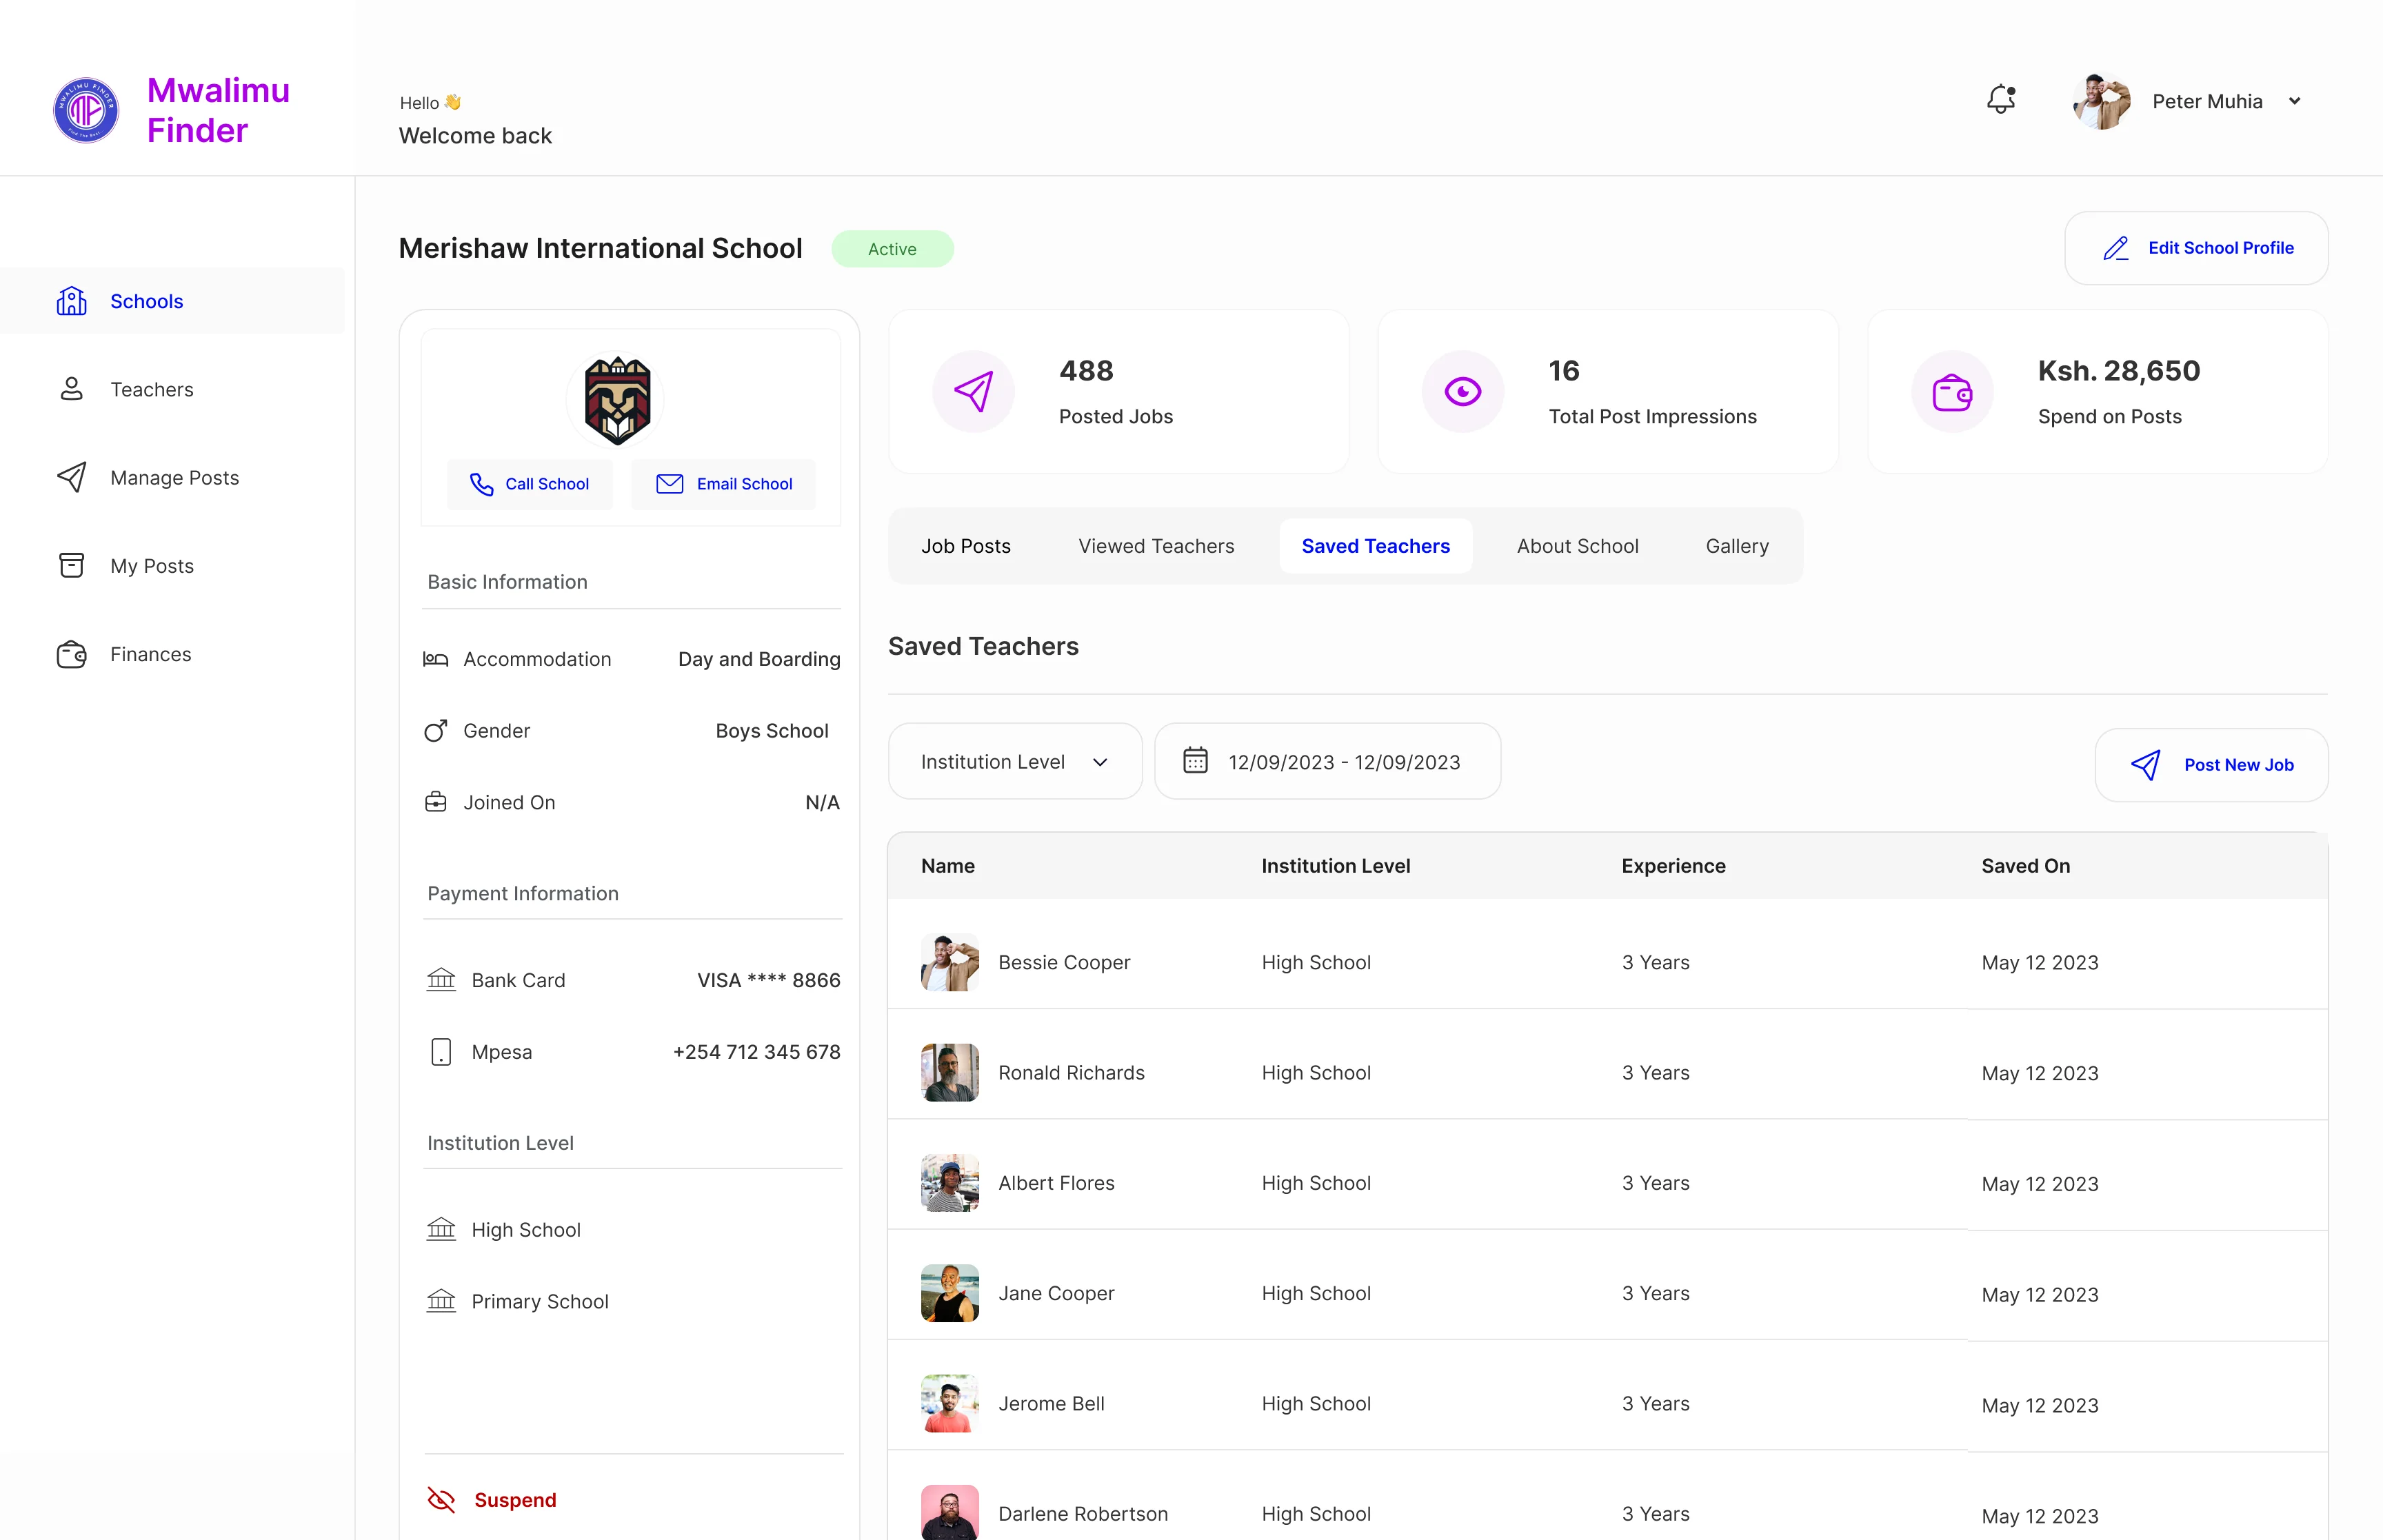 MWALIMU FINDER
Find the Best
Mwalimu
Finder
Hello 👋
Welcome back
Peter Muhia
Schools
Teachers
Manage Posts
My Posts
Finances
Merishaw International School
Active
Edit School Profile
Call School
Email School
Basic Information
Accommodation Day and Boarding
Gender Boys School
Joined On N/A
Payment Information
Bank Card VISA **** 8866
Mpesa +254 712 345 678
Institution Level
High School
Primary School
Suspend
488
Posted Jobs
16
Total Post Impressions
Ksh. 28,650
Spend on Posts
Job Posts Viewed Teachers Saved Teachers About School Gallery
Saved Teachers
Institution Level
12/09/2023 - 12/09/2023
Post New Job
Name Institution Level Experience Saved On
Bessie Cooper High School 3 Years May 12 2023
Ronald Richards High School 3 Years May 12 2023
Albert Flores High School 3 Years May 12 2023
Jane Cooper High School 3 Years May 12 2023
Jerome Bell High School 3 Years May 12 2023
Darlene Robertson High School 3 Years May 12 2023